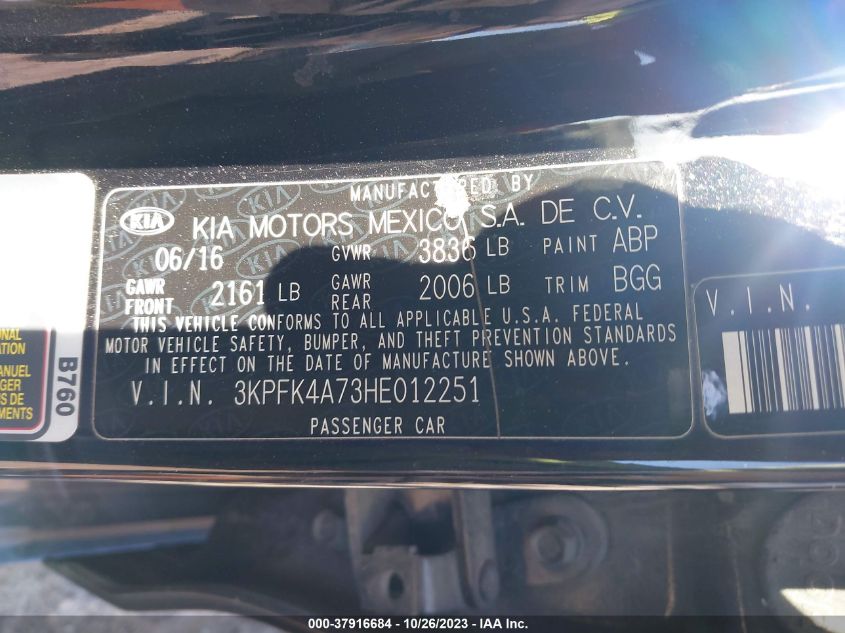 MANUFACTURED BY
KIA KIA MOTORS MEXICO S.A. DE C.V.
06/16 GVWR 3836 LB PAINT ABP
GAWR FRONT 2161 LB GAWR REAR 2006 LB TRIM BGG
THIS VEHICLE CONFORMS TO ALL APPLICABLE U.S.A. FEDERAL
MOTOR VEHICLE SAFETY, BUMPER, AND THEFT PREVENTION STANDARDS
IN EFFECT ON THE DATE OF MANUFACTURE SHOWN ABOVE.
V.I.N. 3KPFK4A73HE012251
PASSENGER CAR
B760
V.I.N.
000-37916684 - 10/26/2023 - IAA Inc.